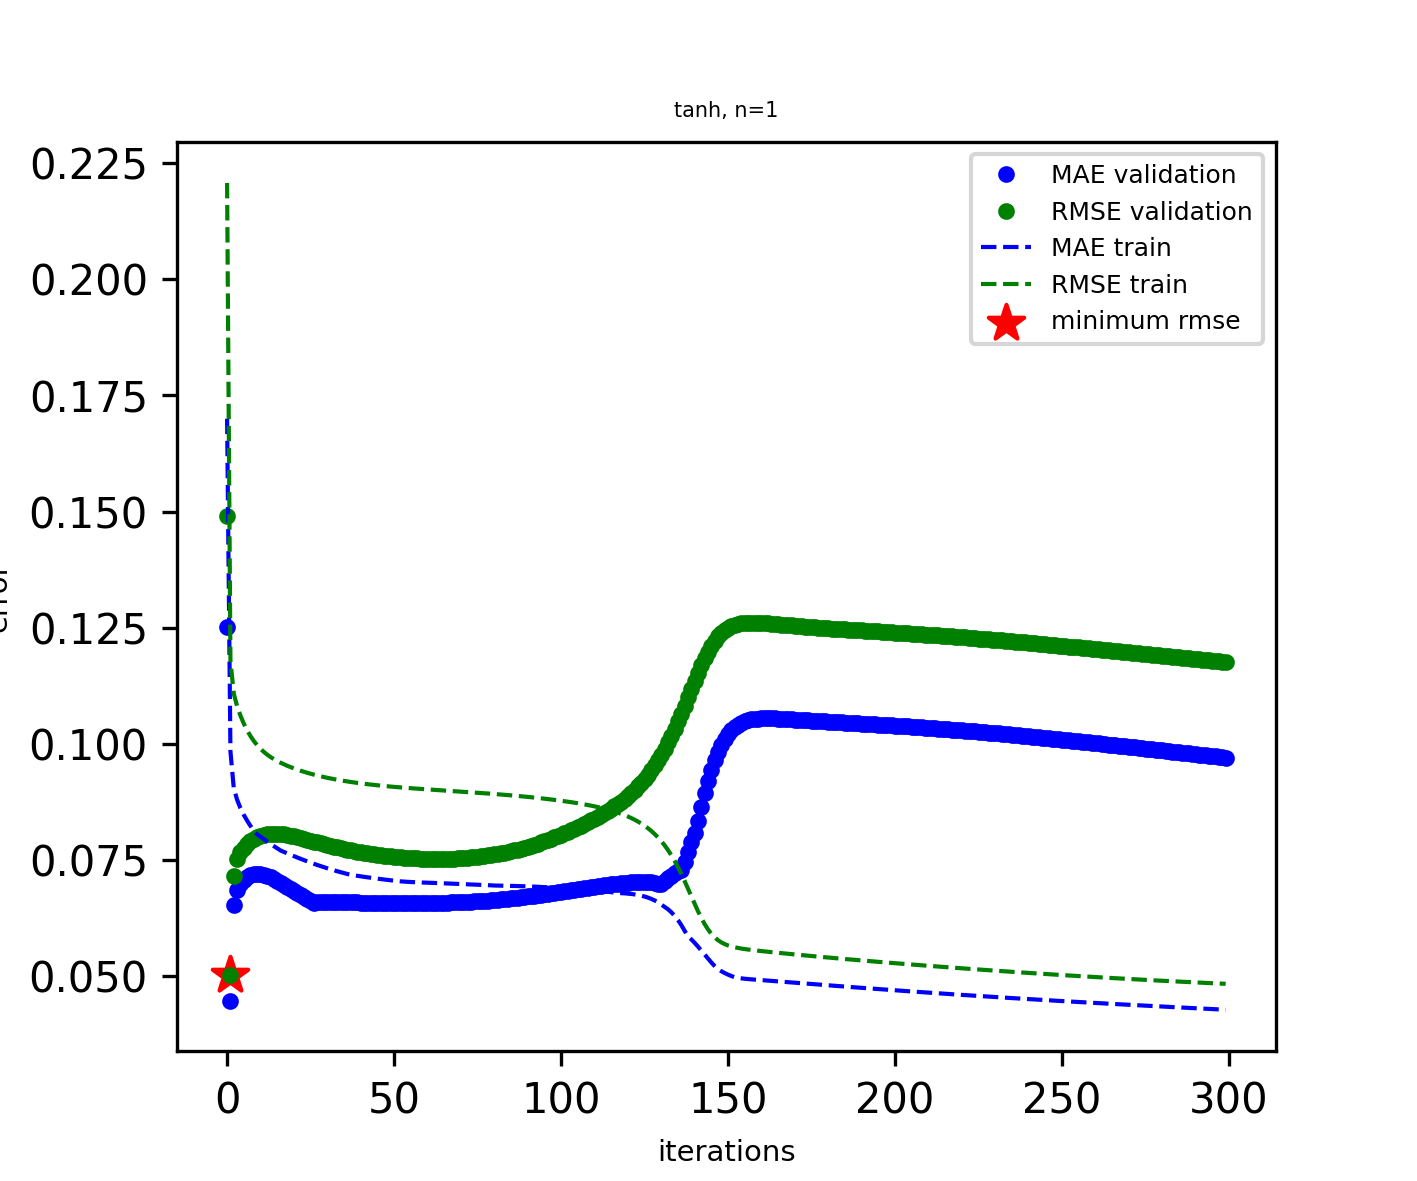 tanh, n=1
0.225
0.200
0.175
0.150
0.125
0.100
0.075
0.050
MAE validation
RMSE validation
MAE train
RMSE train
minimum rmse
0 50 100 150 200 250 300
iterations